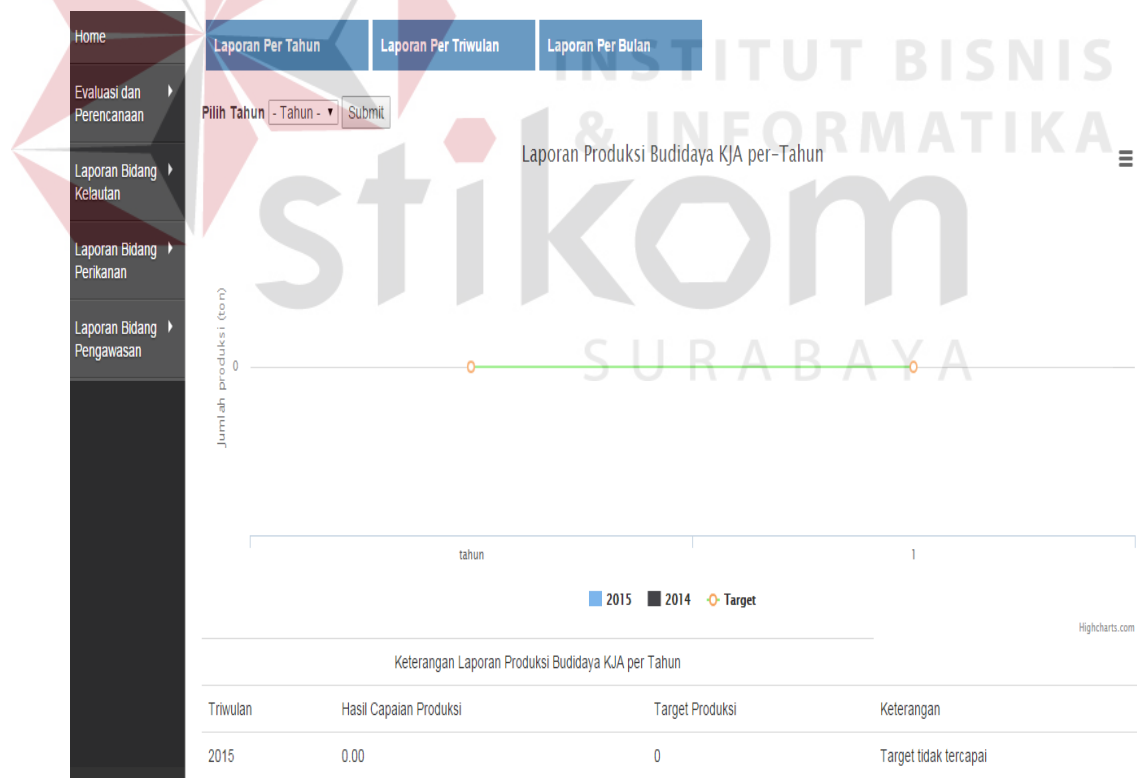 Home
Evaluasi dan
Perencanaan
Laporan Bidang
Kelautan
Laporan Bidang
Perikanan
Laporan Bidang
Pengawasan
Laporan Per Tahun
Laporan Per Triwulan
Laporan Per Bulan
INSTITUT BISNIS
& INFORMATIKA
stikom
SURABAYA
Pilih Tahun - Tahun - Submit
Laporan Produksi Budidaya KJA per-Tahun
Jumlah produksi (ton)
0
tahun 1
2015 2014 Target
Highcharts.com
Keterangan Laporan Produksi Budidaya KJA per Tahun
Triwulan Hasil Capaian Produksi Target Produksi Keterangan
2015 0.00 0 Target tidak tercapai